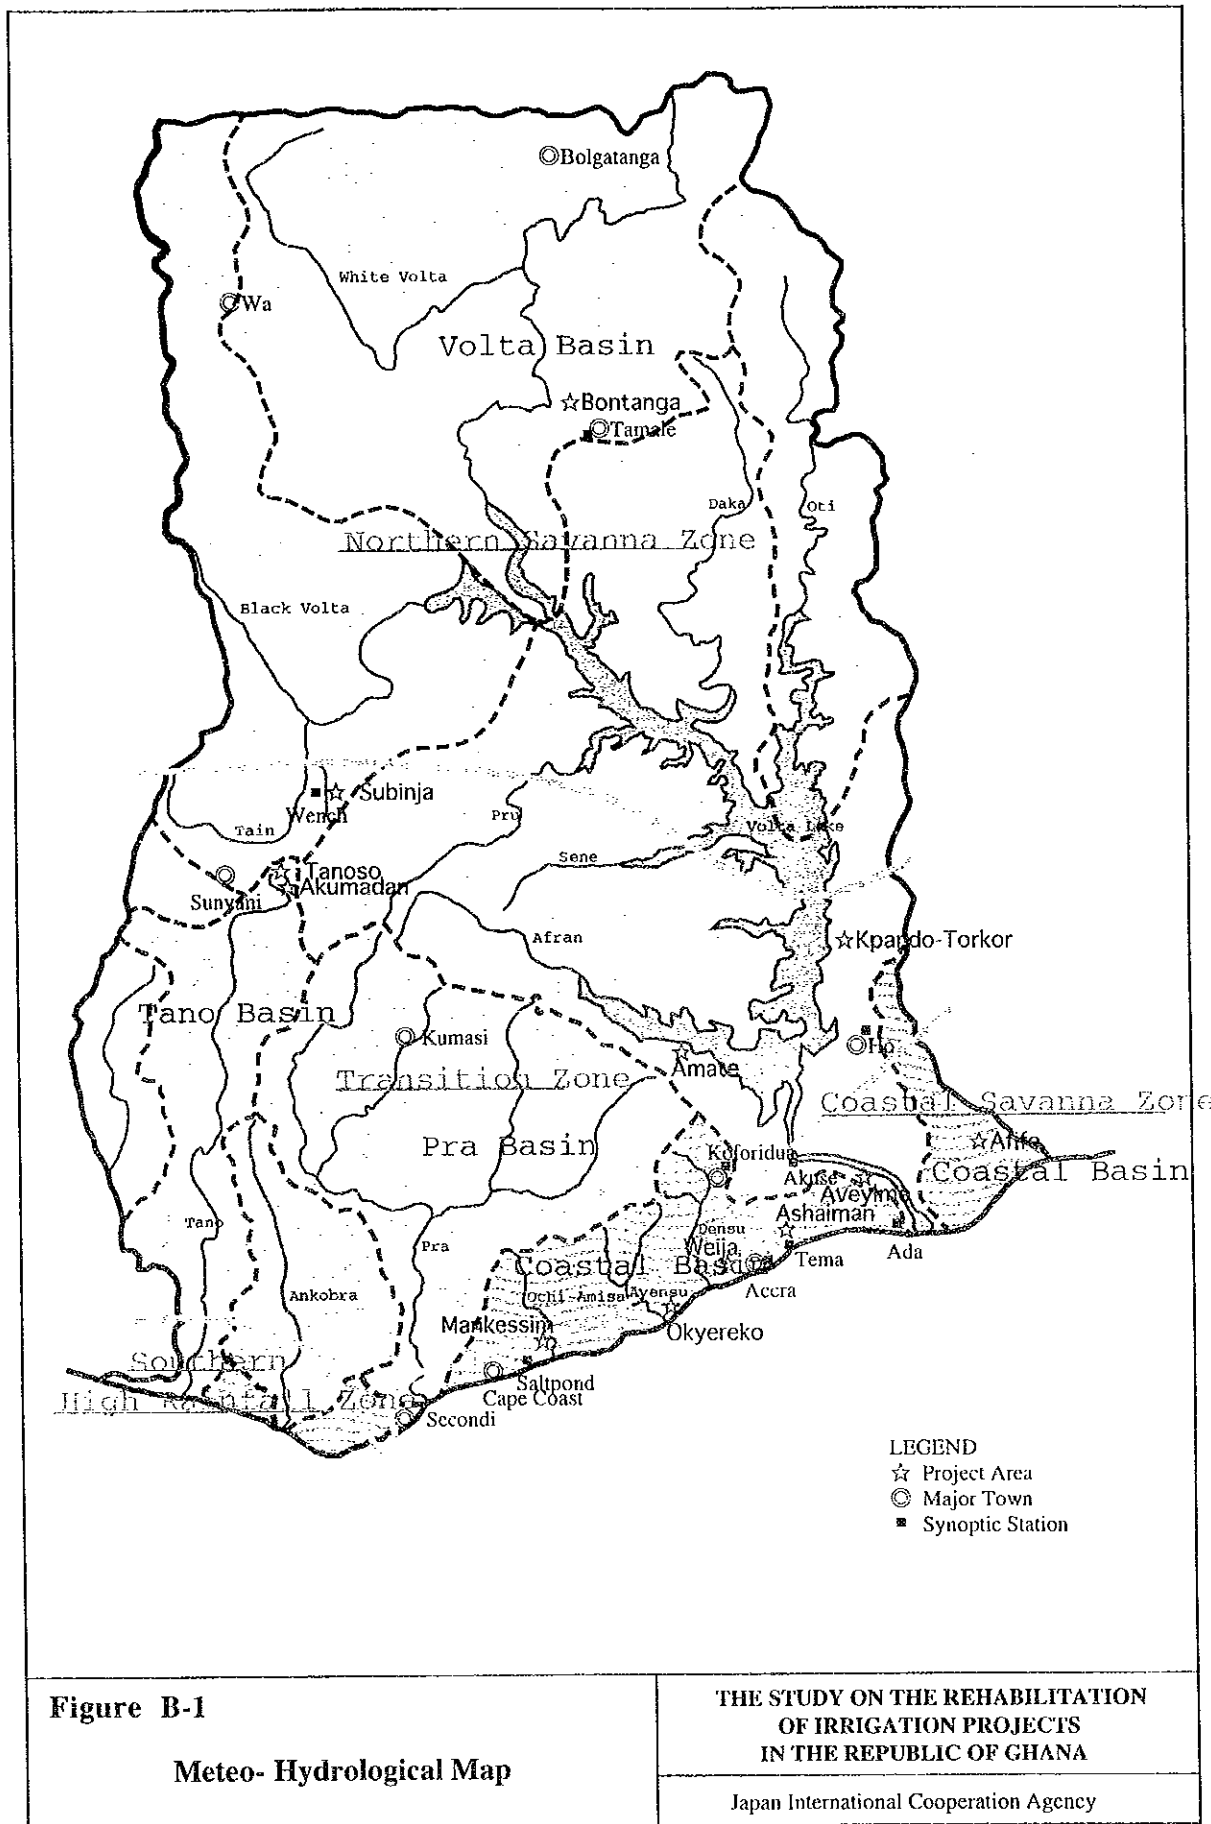 Bolgatanga
White Volta
Wa
Volta Basin
Bontanga
Tamale
Daka
Oti
Northern Savanna Zone
Black Volta
Subinja
Wench
Pru
Tain
Volta Lake
Sene
Tanoso
Akumadan
Sunyani
Afran
Kpando-Torkor
Tano Basin
Kumasi
Ho
Amate
Transition Zone
Coastal Savanna Zone
Afife
Pra Basin
Koforidua
Coastal Basin
Akuse
Aveyime
Ashaiman
Tano
Densu
Pra
Weija
Tema
Ada
Coastal Basin
Accra
Ankobra
Ochi-Amisa
Ayensu
Mankessim
Okyereko
Southern
High Rainfall Zone
Saltpond
Cape Coast
Secondi
LEGEND
Project Area
Major Town
Synoptic Station
Figure B-1
Meteo- Hydrological Map
THE STUDY ON THE REHABILITATION
OF IRRIGATION PROJECTS
IN THE REPUBLIC OF GHANA
Japan International Cooperation Agency